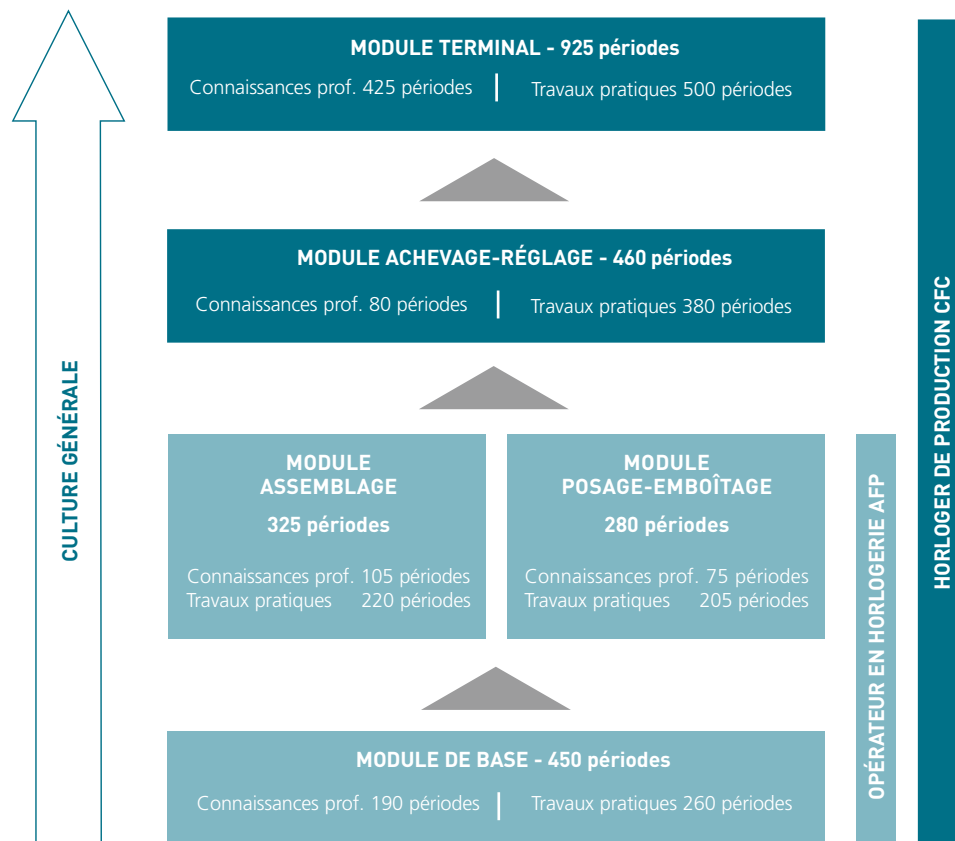 MODULE TERMINAL - 925 périodes
Connaissances prof. 425 périodes
Travaux pratiques 500 périodes
MODULE ACHEVAGE-RÉGLAGE - 460 périodes
Connaissances prof. 80 périodes
Travaux pratiques 380 périodes
MODULE
ASSEMBLAGE
325 périodes
Connaissances prof. 105 périodes
Travaux pratiques 220 périodes
MODULE
POSAGE-EMBOÎTAGE
280 périodes
Connaissances prof. 75 périodes
Travaux pratiques 205 périodes
MODULE DE BASE - 450 périodes
Connaissances prof. 190 périodes
Travaux pratiques 260 périodes
CULTURE GÉNÉRALE
OPÉRATEUR EN HORLOGERIE AFP
HORLOGER DE PRODUCTION CFC